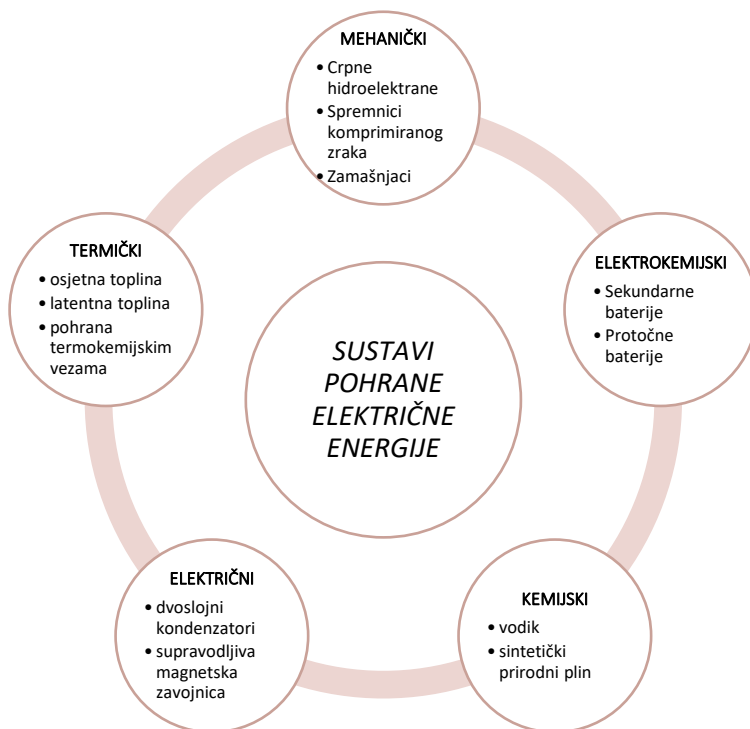 MEHANIČKI
• Crpne
hidroelektrane
• Spremnici
komprimiranog
zraka
• Zamašnjaci
ELEKTROKEMIJSKI
• Sekundarne
baterije
• Protočne
baterije
KEMIJSKI
• vodik
• sintetički
prirodni plin
ELEKTRIČNI
• dvoslojni
kondenzatori
• supravodljiva
magnetska
zavojnica
TERMIČKI
• osjetna toplina
• latentna toplina
• pohrana
termokemijskim
vezama
SUSTAVI
POHRANE
ELEKTRIČNE
ENERGIJE